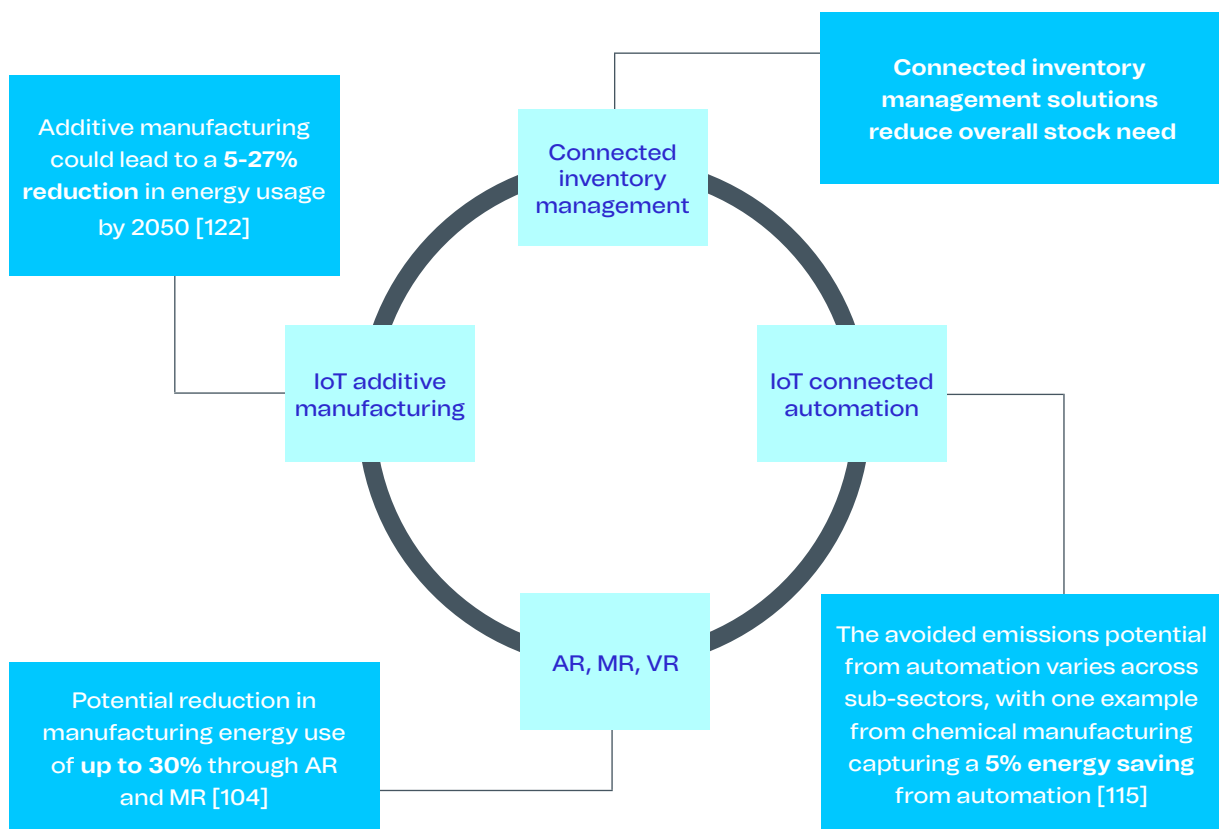 Connected inventory
management solutions
reduce overall stock need
Additive manufacturing
could lead to a 5-27%
reduction in energy usage
by 2050 [122]
Connected
inventory
management
IoT additive
manufacturing
IoT connected
automation
AR, MR, VR
Potential reduction in
manufacturing energy use
of up to 30% through AR
and MR [104]
The avoided emissions potential
from automation varies across
sub-sectors, with one example
from chemical manufacturing
capturing a 5% energy saving
from automation [115]